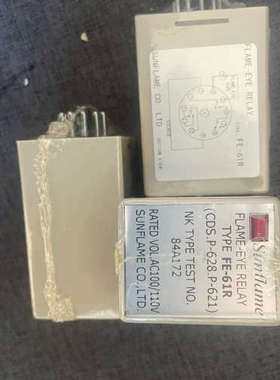 FLAME-EYE RELAY
TYPE FE-61R
SUNFLAME CO. LTD
Sunflame
FLAME-EYE RELAY
TYPE FE-61R
(CDS.P-628.P-621)
NK TYPE TEST NO.
84A172
RATED VOL.AC100/110V
SUNFLAME CO.,LTD.